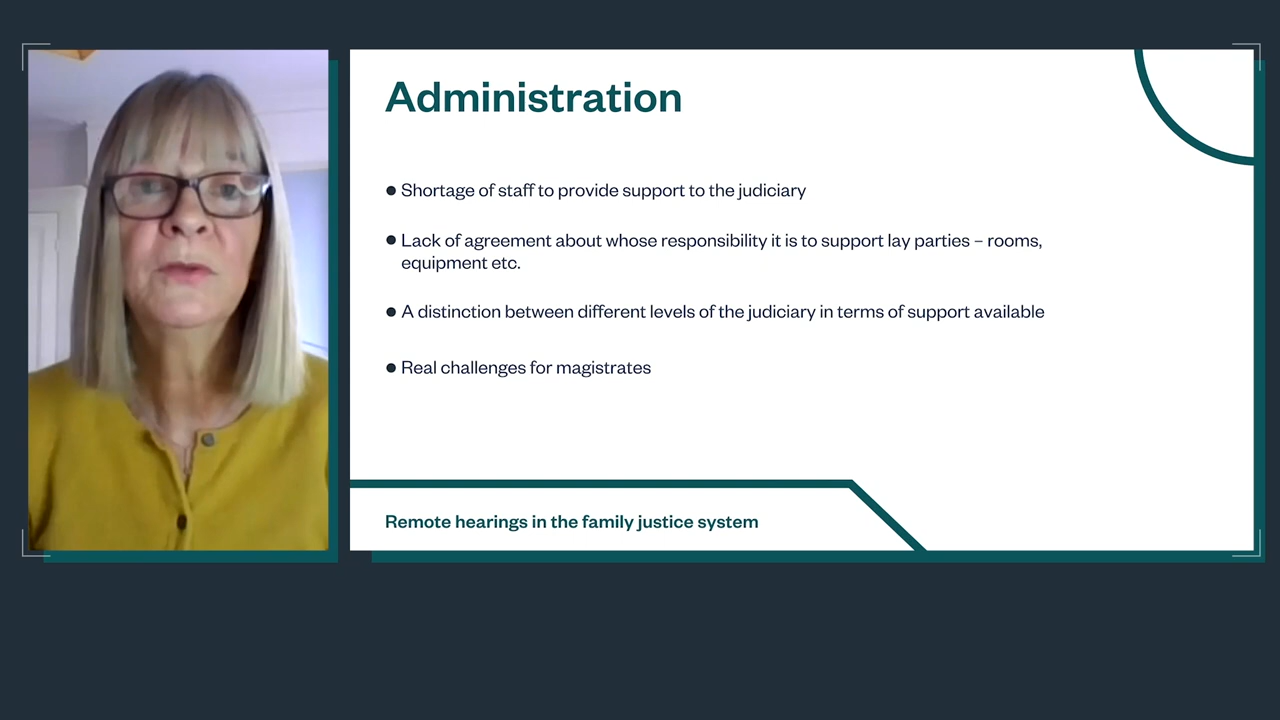 Administration
● Shortage of staff to provide support to the judiciary
● Lack of agreement about whose responsibility it is to support lay parties – rooms,
equipment etc.
● A distinction between different levels of the judiciary in terms of support available
● Real challenges for magistrates
Remote hearings in the family justice system